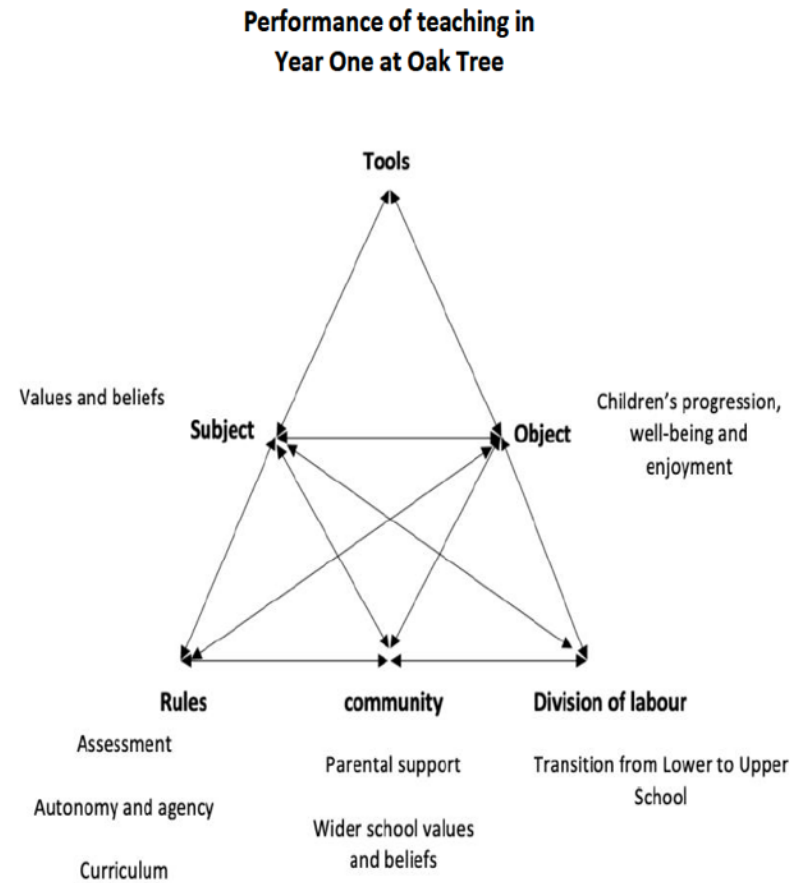 Performance of teaching in
Year One at Oak Tree
Tools
Values and beliefs
Subject
Object
Children's progression,
well-being and
enjoyment
Rules
community
Division of labour
Assessment
Parental support
Transition from Lower to Upper
School
Autonomy and agency
Wider school values
and beliefs
Curriculum